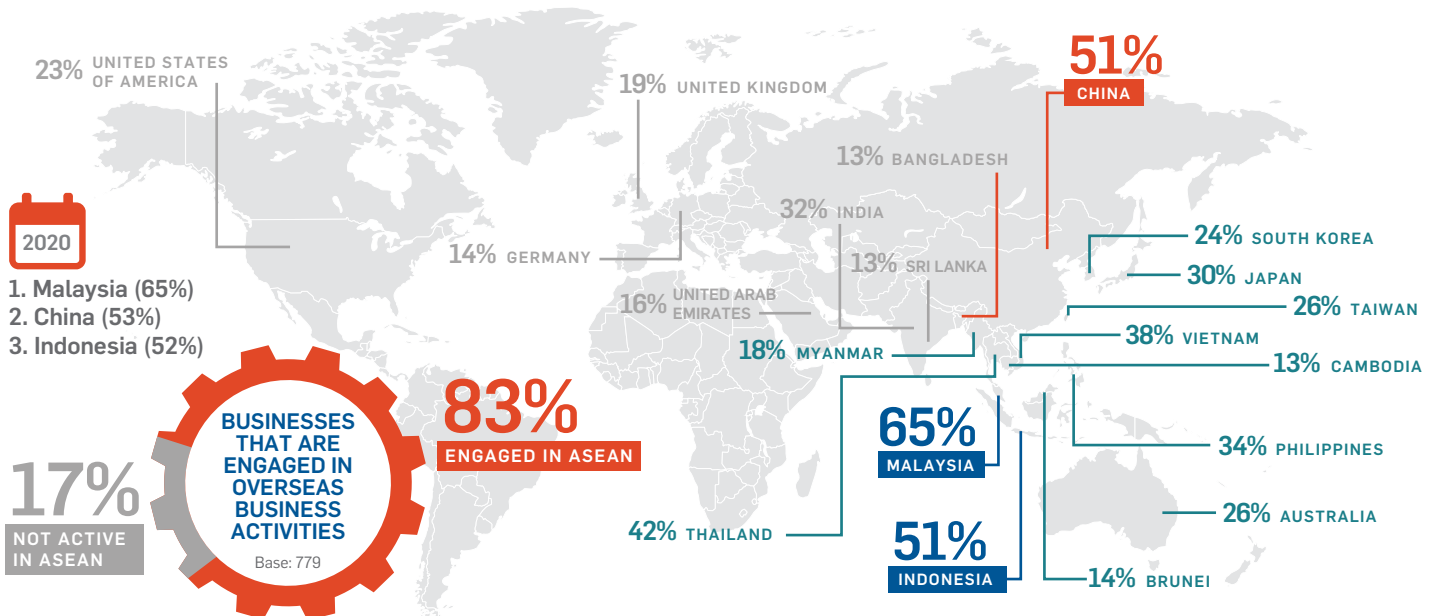 23% UNITED STATES
OF AMERICA
19% UNITED KINGDOM
51%
CHINA
13% BANGLADESH
32% INDIA
14% GERMANY
13% SRI LANKA
16% UNITED ARAB
EMIRATES
24% SOUTH KOREA
30% JAPAN
26% TAIWAN
38% VIETNAM
18% MYANMAR
13% CAMBODIA
2020
1. Malaysia (65%)
2. China (53%)
3. Indonesia (52%)
83%
ENGAGED IN ASEAN
65%
MALAYSIA
34% PHILIPPINES
BUSINESSES
THAT ARE
ENGAGED IN
OVERSEAS
BUSINESS
ACTIVITIES
Base: 779
17%
NOT ACTIVE
IN ASEAN
42% THAILAND
51%
INDONESIA
26% AUSTRALIA
14% BRUNEI